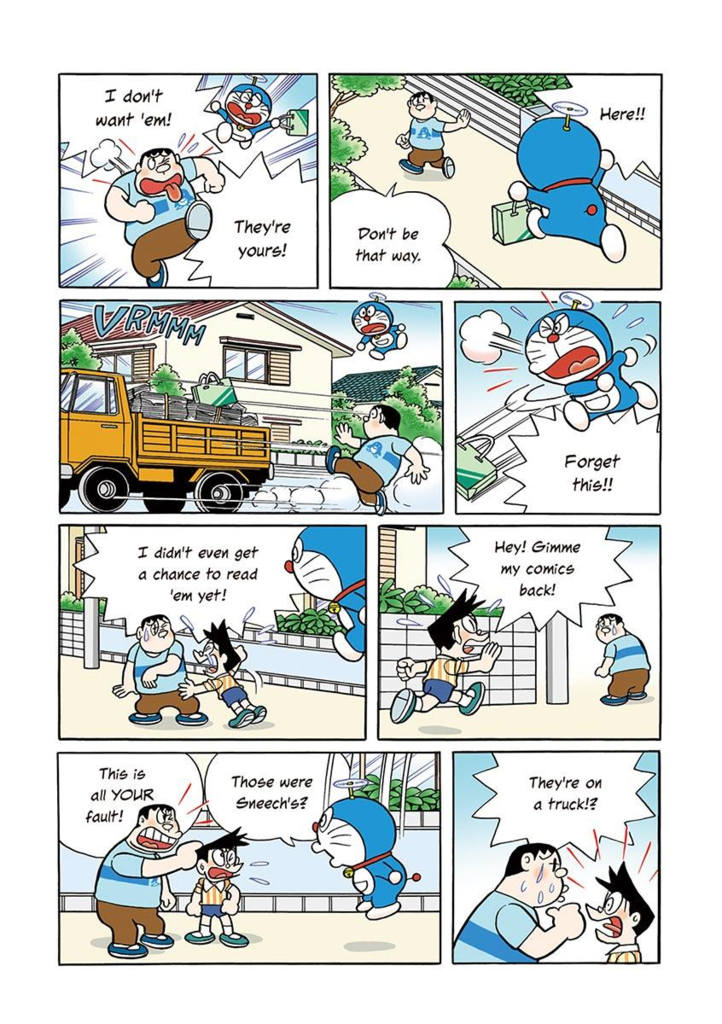 Here!!
Don't be
that way.
I don't
want 'em!
They're
yours!
Forget
this!!
VRMMM
Hey! Gimme
my comics
back!
I didn't even get
a chance to read
'em yet!
They're on
a truck!?
Those were
Sneech's?
This is
all YOUR
fault!